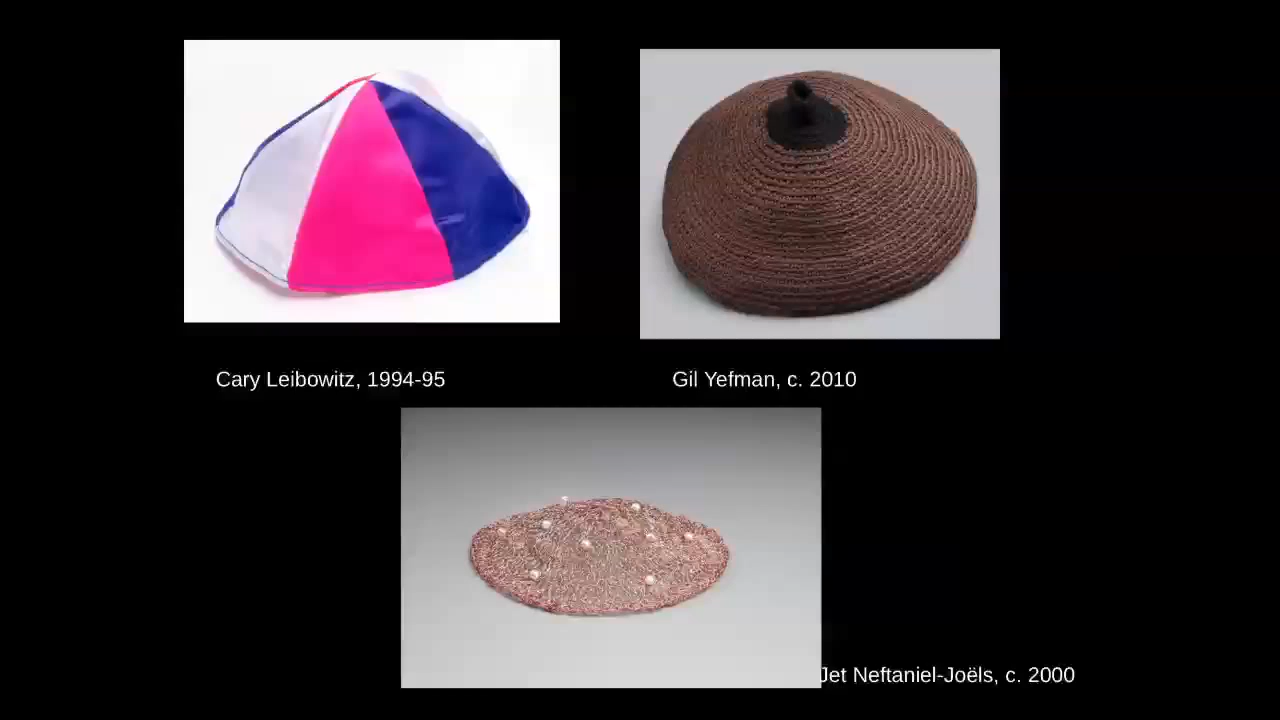 Cary Leibowitz, 1994-95
Gil Yefman, c. 2010
Jet Neftaniel-Joëls, c. 2000